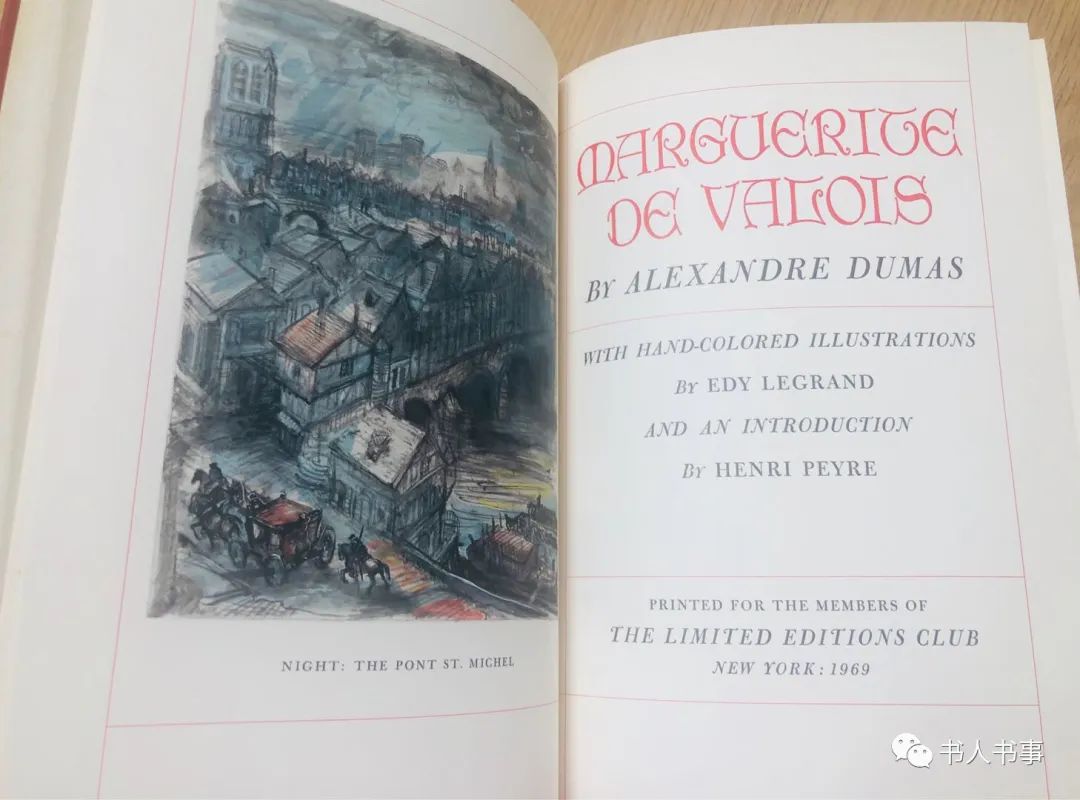 NIGHT: THE PONT ST. MICHEL
MARGUERITE
DE VALOIS
By ALEXANDRE DUMAS
WITH HAND-COLORED ILLUSTRATIONS
By EDY LEGRAND
AND AN INTRODUCTION
By HENRI PEYRE
PRINTED FOR THE MEMBERS OF
THE LIMITED EDITIONS CLUB
NEW YORK: 1969
书人书事